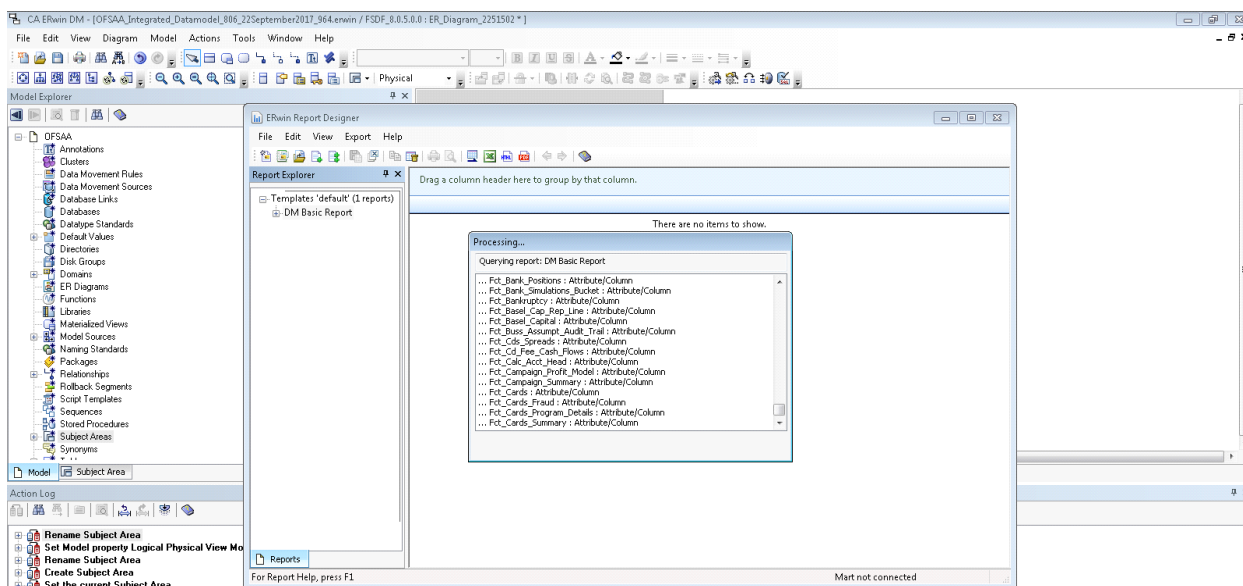 CA ERwin DM - [OFSAA_Integrated_Datamodel_806_22September2017_964.erwin / FSDF_8.0.5.0.0 : ER_Diagram_2251502 * ]
File Edit View Diagram Model Actions Tools Window Help
Physical
Model Explorer
OFSAA
Annotations
Clusters
Data Movement Rules
Data Movement Sources
Database Links
Databases
Datatype Standards
Default Values
Directories
Disk Groups
Domains
ER Diagrams
Functions
Libraries
Materialized Views
Model Sources
Naming Standards
Packages
Relationships
Rollback Segments
Script Templates
Sequences
Stored Procedures
Subject Areas
Synonyms
Model Subject Area
Action Log
Rename Subject Area
Set Model property Logical Physical View Mo
Rename Subject Area
Create Subject Area
Set the current Subject Area
ERwin Report Designer
File Edit View Export Help
Report Explorer
Templates 'default' (1 reports)
DM Basic Report
Reports
For Report Help, press F1
Mart not connected
Drag a column header here to group by that column.
There are no items to show.
Processing...
Querying report: DM Basic Report
... Fct_Bank_Positions : Attribute/Column
... Fct_Bank_Simulations_Bucket : Attribute/Column
... Fct_Bankruptcy : Attribute/Column
... Fct_Basel_Cap_Rep_Line : Attribute/Column
... Fct_Basel_Capital : Attribute/Column
... Fct_Buss_Assumpt_Audit_Trail : Attribute/Column
... Fct_Cds_Spreads : Attribute/Column
... Fct_Cd_Fee_Cash_Flows : Attribute/Column
... Fct_Calc_Acct_Head : Attribute/Column
... Fct_Campaign_Profit_Model : Attribute/Column
... Fct_Campaign_Summary : Attribute/Column
... Fct_Cards : Attribute/Column
... Fct_Cards_Fraud : Attribute/Column
... Fct_Cards_Program_Details : Attribute/Column
... Fct_Cards_Summary : Attribute/Column